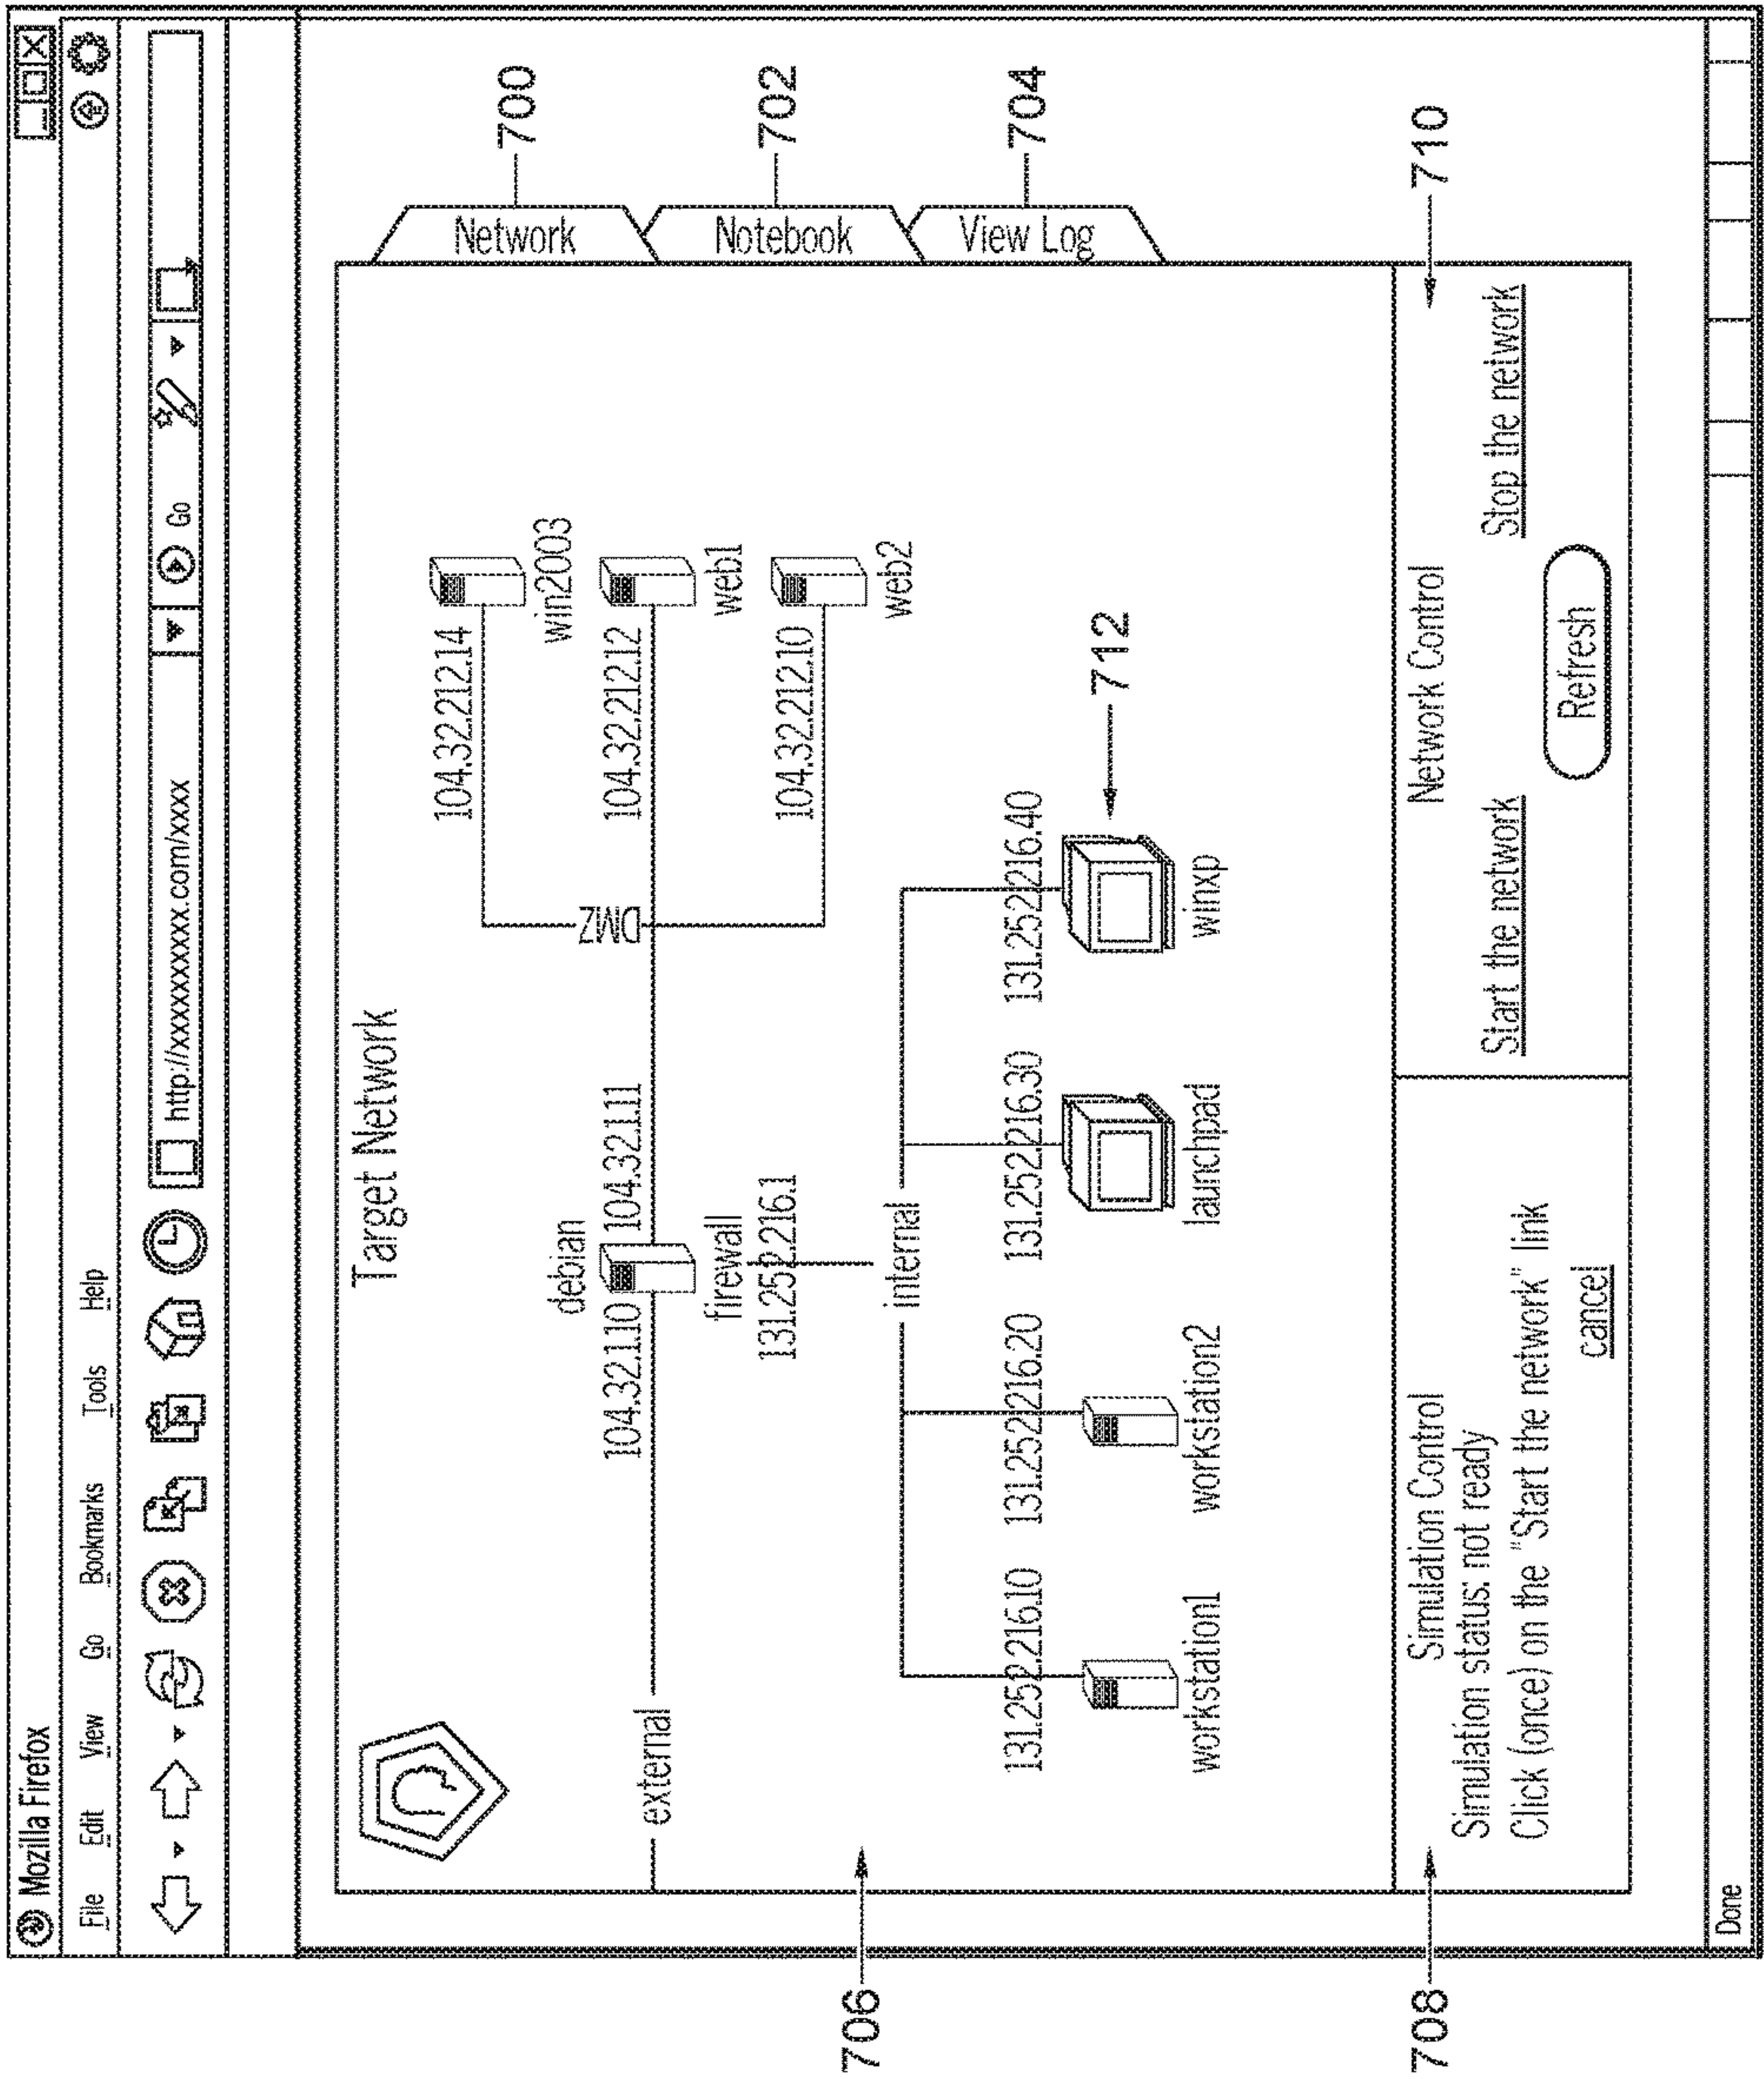 Mozilla Firefox
File Edit View Go Bookmarks Tools Help
http://xxxxxxxxxx.com/xxxx
Go
Target Network
Network
700
Notebook
702
View Log
704
debian
104.32.1.10
104.32.1.11
firewall
131.252.216.1
external
DMZ
104.32.212.14
win2003
104.32.212.12
web1
104.32.212.10
web2
internal
706
131.252.216.10
131.252.216.20
131.252.216.30
131.252.216.40
workstation1
workstation2
launchpad
winxp
712
708
Simulation Control
Simulation status: not ready
Click (once) on the "Start the network" link
cancel
Network Control
710
Start the network
Stop the network
Refresh
Done